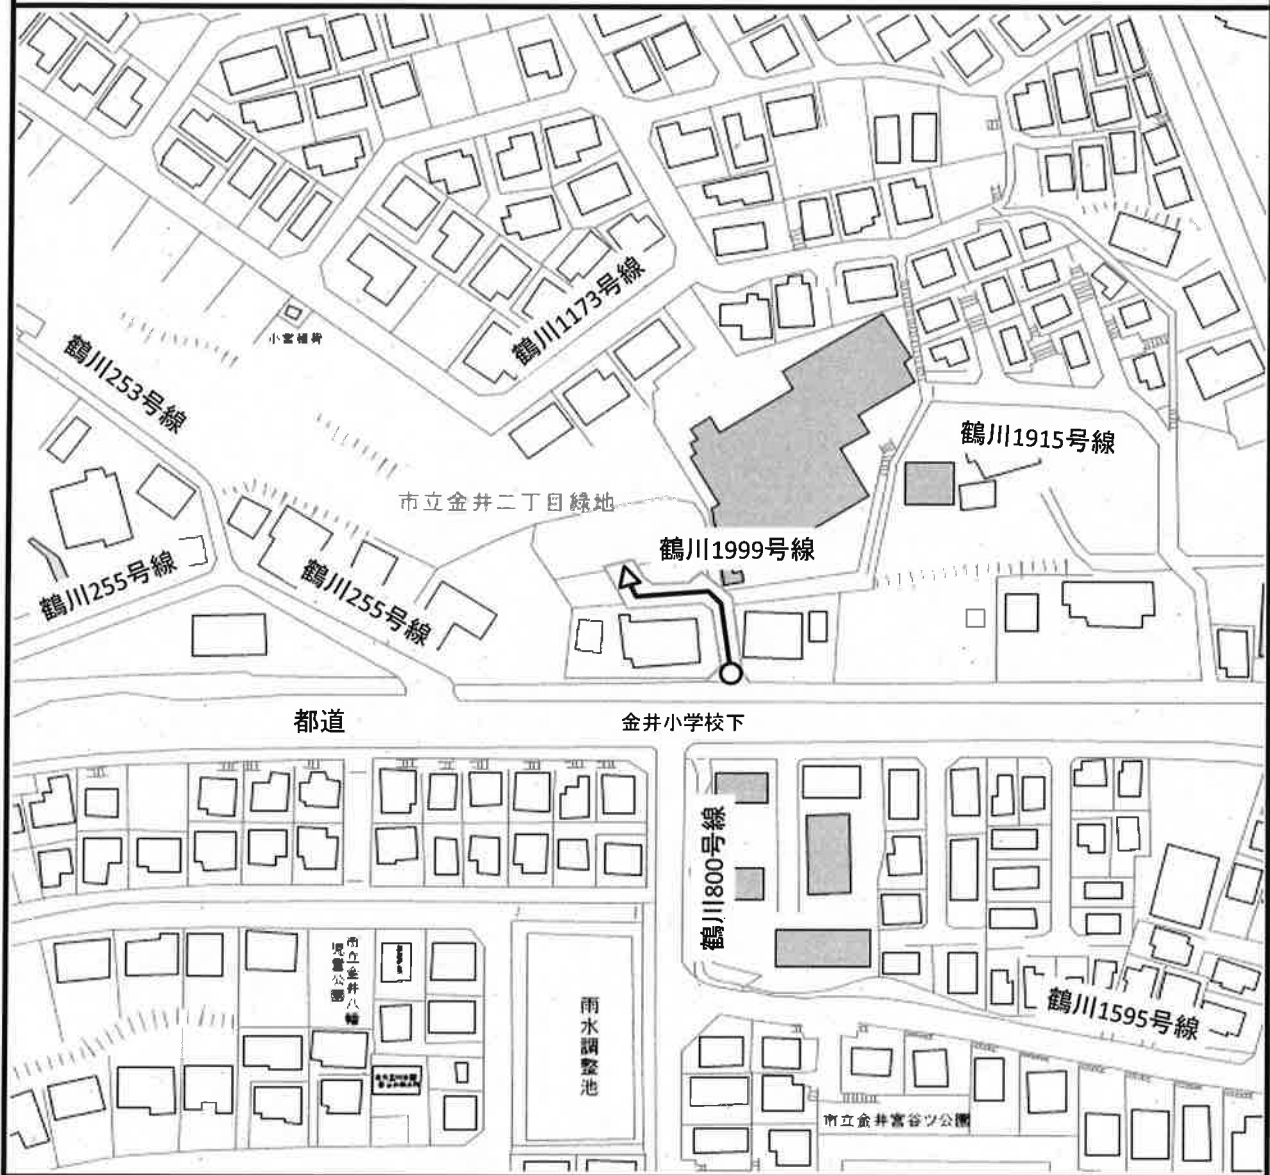 鶴川1173号線
小宮稲荷
鶴川253号線
鶴川1915号線
市立金井二丁目緑地
鶴川1999号線
鶴川255号線
鶴川255号線
都道
金井小学校下
鶴川800号線
市立金井八幡
児童公園
雨水調整池
鶴川1595号線
市立金井宮谷ツ公園